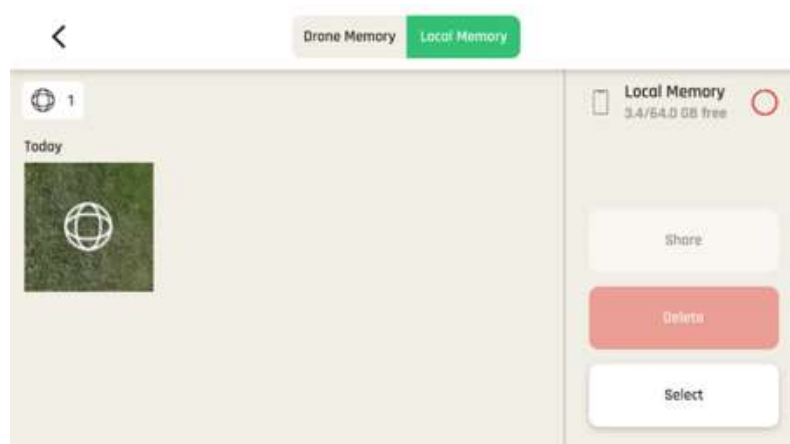 Drone Memory
Local Memory
1
Today
Local Memory
3.4/64.0 GB free
Share
Delete
Select